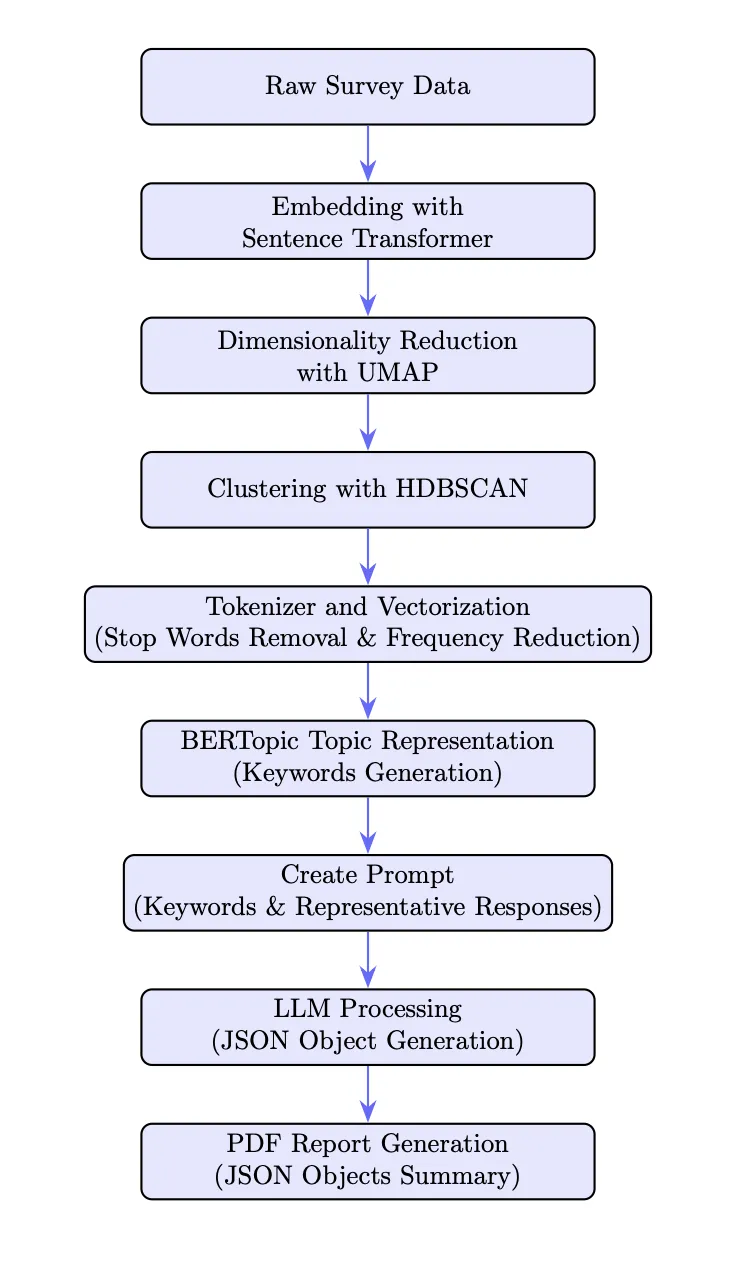 Raw Survey Data
Embedding with
Sentence Transformer
Dimensionality Reduction
with UMAP
Clustering with HDBSCAN
Tokenizer and Vectorization
(Stop Words Removal & Frequency Reduction)
BERTopic Topic Representation
(Keywords Generation)
Create Prompt
(Keywords & Representative Responses)
LLM Processing
(JSON Object Generation)
PDF Report Generation
(JSON Objects Summary)